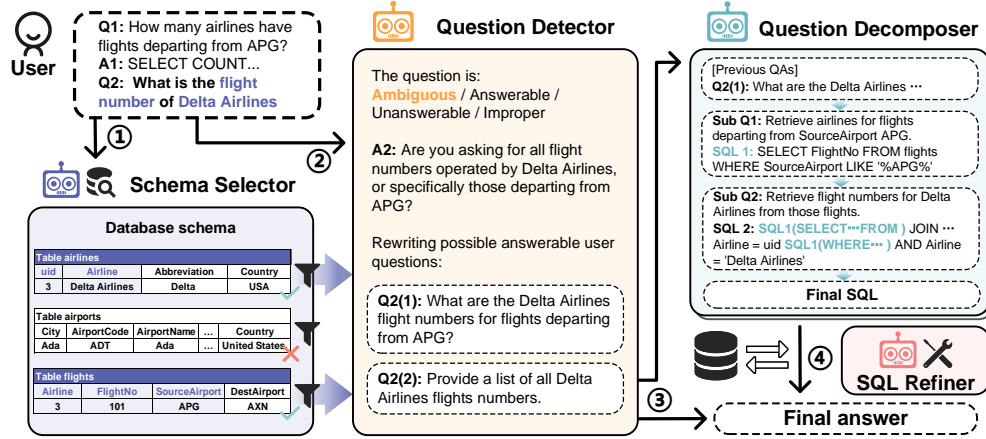 User
Q1: How many airlines have
flights departing from APG?
A1: SELECT COUNT...
Q2: What is the flight
number of Delta Airlines
①
②
Schema Selector
Database schema
Table airlines
uid Airline Abbreviation Country
3 Delta Airlines Delta USA
Table airports
City AirportCode AirportName ... Country
Ada ADT Ada ... United States
Table flights
Airline FlightNo SourceAirport DestAirport
3 101 APG AXN
Question Detector
The question is:
Ambiguous / Answerable /
Unanswerable / Improper
A2: Are you asking for all flight
numbers operated by Delta Airlines,
or specifically those departing from
APG?
Rewriting possible answerable user
questions:
Q2(1): What are the Delta Airlines
flight numbers for flights departing
from APG?
Q2(2): Provide a list of all Delta
Airlines flights numbers.
③
Question Decomposer
[Previous QAs]
Q2(1): What are the Delta Airlines ⋯
Sub Q1: Retrieve airlines for flights
departing from SourceAirport APG.
SQL 1: SELECT FlightNo FROM flights
WHERE SourceAirport LIKE '%APG%'
Sub Q2: Retrieve flight numbers for Delta
Airlines from those flights.
SQL 2: SQL1(SELECT⋯FROM ) JOIN ⋯
Airline = uid SQL1(WHERE⋯ ) AND Airline
= 'Delta Airlines'
Final SQL
④
SQL Refiner
Final answer